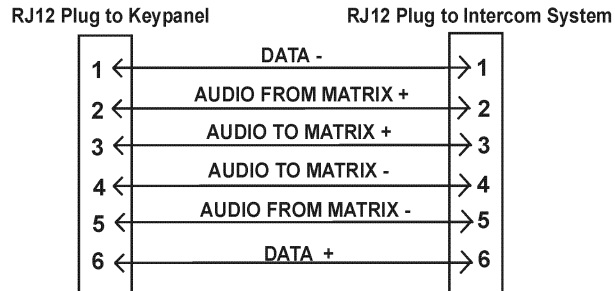 RJ12 Plug to Keypanel RJ12 Plug to Intercom System
1 DATA - 1
2 AUDIO FROM MATRIX + 2
3 AUDIO TO MATRIX + 3
4 AUDIO TO MATRIX - 4
5 AUDIO FROM MATRIX - 5
6 DATA + 6